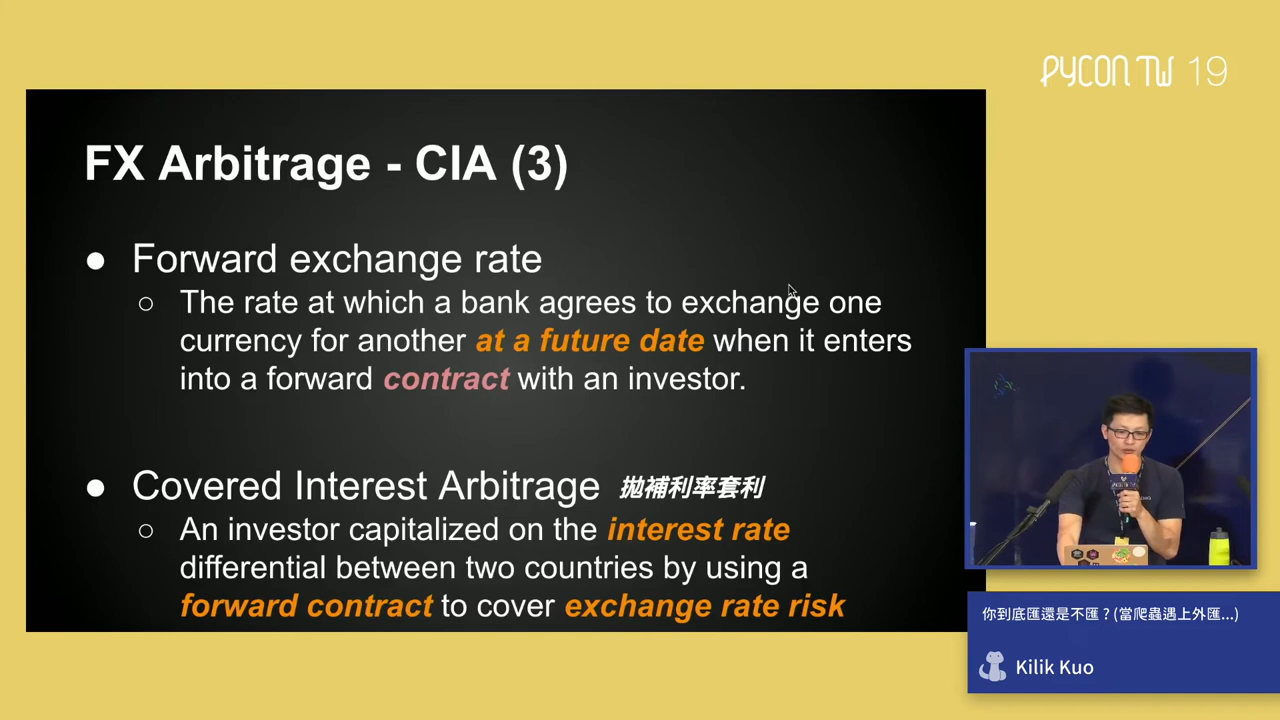 PYCON TW 19
FX Arbitrage - CIA (3)
● Forward exchange rate
○ The rate at which a bank agrees to exchange one
currency for another at a future date when it enters
into a forward contract with an investor.
● Covered Interest Arbitrage 拋補利率套利
○ An investor capitalized on the interest rate
differential between two countries by using a
forward contract to cover exchange rate risk
你到底匯還是不匯？(當爬蟲遇上外匯...)
Kilik Kuo